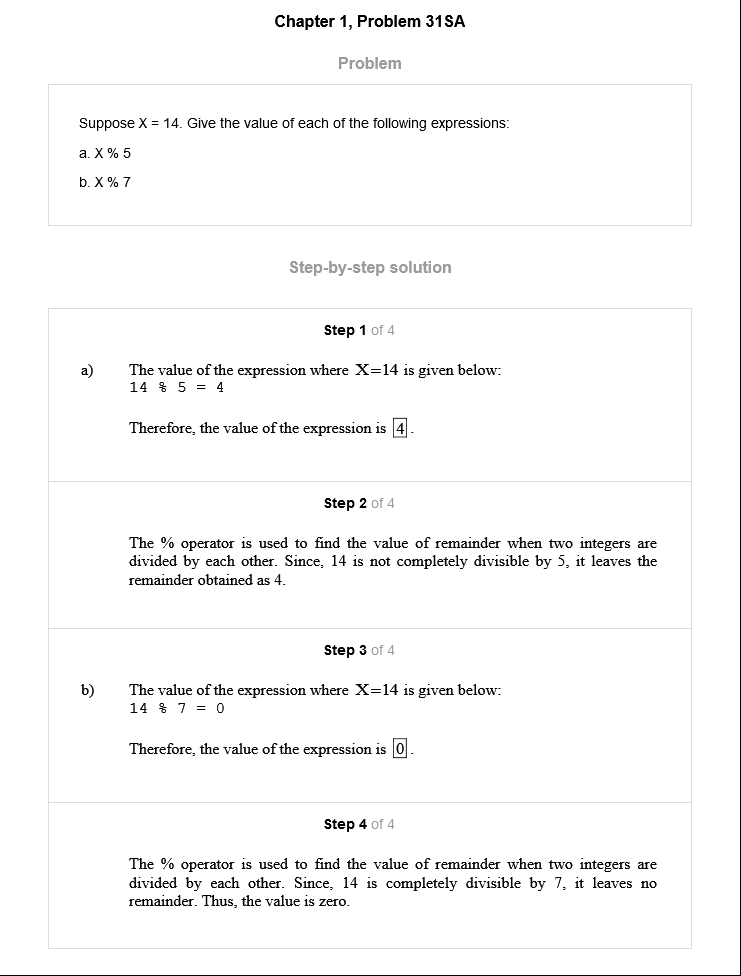 Chapter 1, Problem 31SA
Problem
Suppose X = 14. Give the value of each of the following expressions:
a. X % 5
b. X % 7
Step-by-step solution
Step 1 of 4
a) The value of the expression where X=14 is given below:
14 % 5 = 4
Therefore, the value of the expression is 4.
Step 2 of 4
The % operator is used to find the value of remainder when two integers are
divided by each other. Since, 14 is not completely divisible by 5, it leaves the
remainder obtained as 4.
Step 3 of 4
b) The value of the expression where X=14 is given below:
14 % 7 = 0
Therefore, the value of the expression is 0.
Step 4 of 4
The % operator is used to find the value of remainder when two integers are
divided by each other. Since, 14 is completely divisible by 7, it leaves no
remainder. Thus, the value is zero.